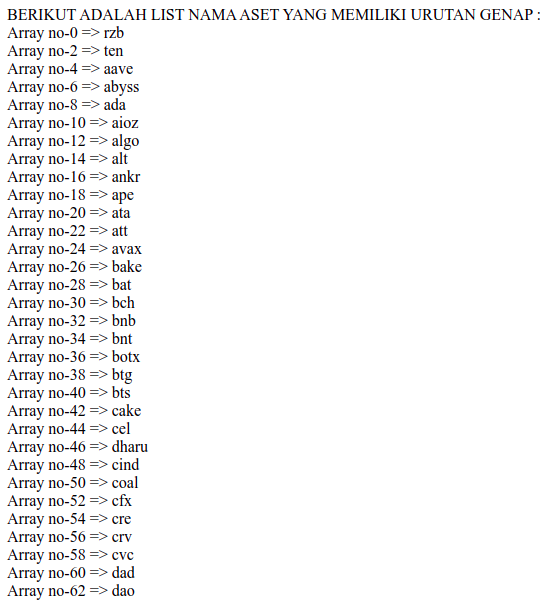 BERIKUT ADALAH LIST NAMA ASET YANG MEMILIKI URUTAN GENAP :
Array no-0 => rzb
Array no-2 => ten
Array no-4 => aave
Array no-6 => abyss
Array no-8 => ada
Array no-10 => aioz
Array no-12 => algo
Array no-14 => alt
Array no-16 => ankr
Array no-18 => ape
Array no-20 => ata
Array no-22 => att
Array no-24 => avax
Array no-26 => bake
Array no-28 => bat
Array no-30 => bch
Array no-32 => bnb
Array no-34 => bnt
Array no-36 => botx
Array no-38 => btg
Array no-40 => bts
Array no-42 => cake
Array no-44 => cel
Array no-46 => dharu
Array no-48 => cind
Array no-50 => coal
Array no-52 => cfx
Array no-54 => cre
Array no-56 => crv
Array no-58 => cvc
Array no-60 => dad
Array no-62 => dao